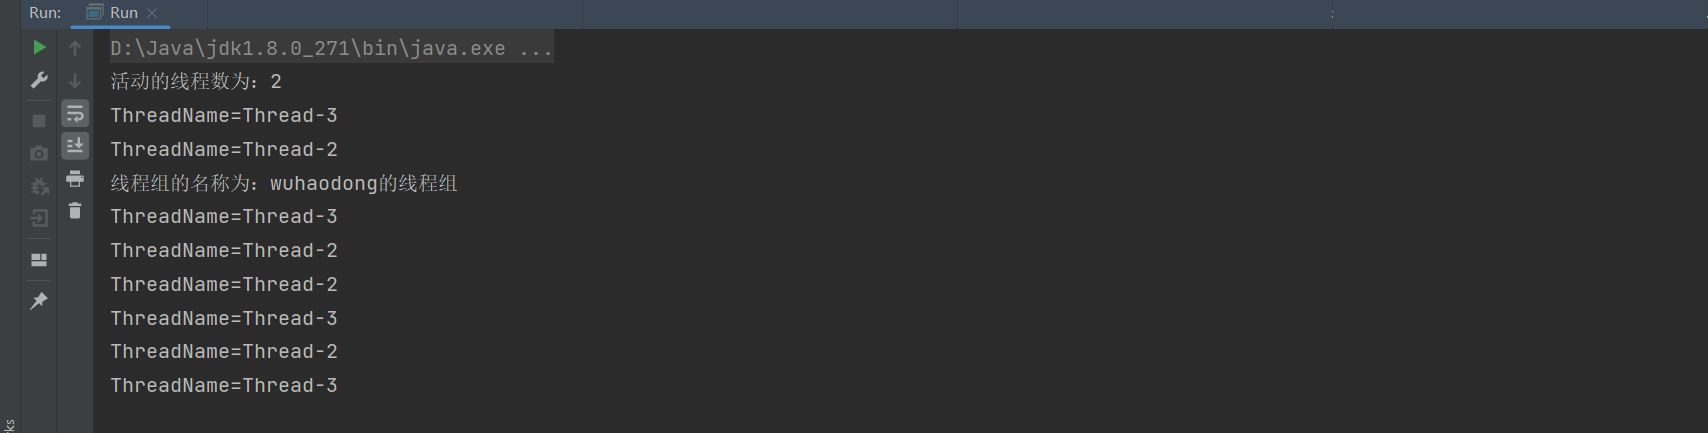 Run: Run
D:\Java\jdk1.8.0_271\bin\java.exe ...
活动的线程数为：2
ThreadName=Thread-3
ThreadName=Thread-2
线程组的名称为：wuhaodong的线程组
ThreadName=Thread-3
ThreadName=Thread-2
ThreadName=Thread-2
ThreadName=Thread-3
ThreadName=Thread-2
ThreadName=Thread-3
ks